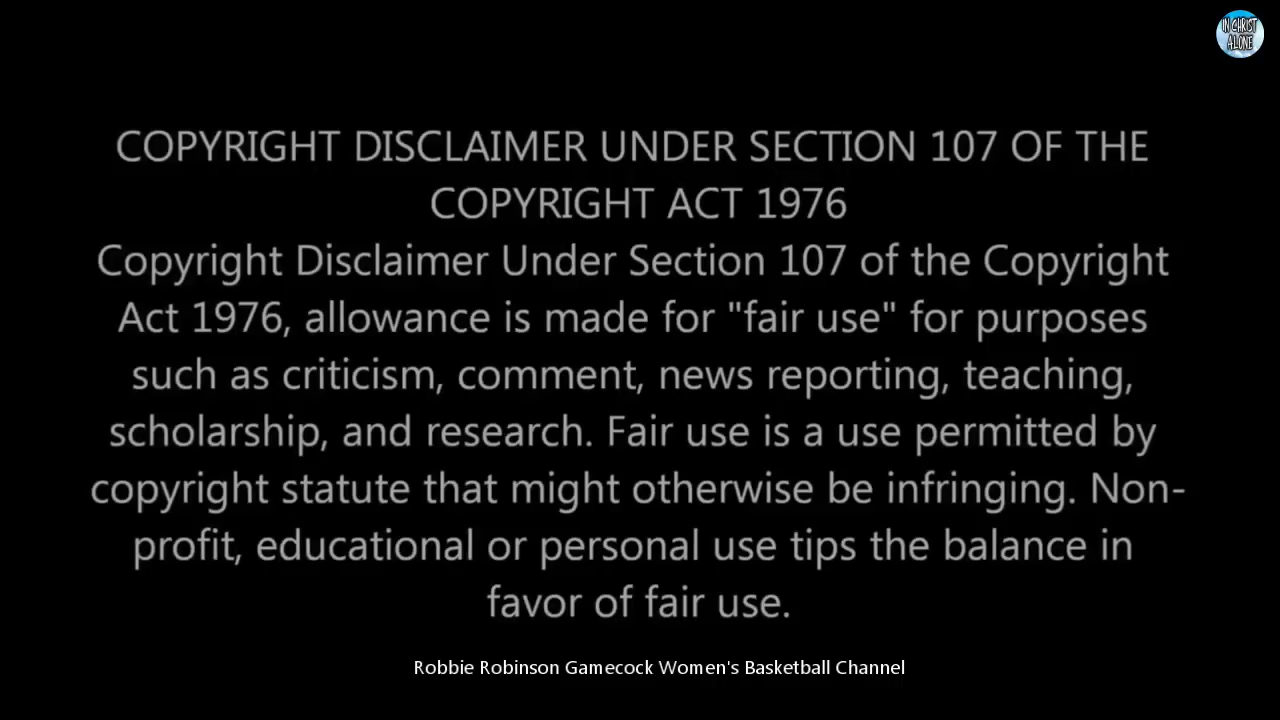 IN CHRIST
ALONE
COPYRIGHT DISCLAIMER UNDER SECTION 107 OF THE
COPYRIGHT ACT 1976
Copyright Disclaimer Under Section 107 of the Copyright
Act 1976, allowance is made for "fair use" for purposes
such as criticism, comment, news reporting, teaching,
scholarship, and research. Fair use is a use permitted by
copyright statute that might otherwise be infringing. Non-
profit, educational or personal use tips the balance in
favor of fair use.
Robbie Robinson Gamecock Women's Basketball Channel